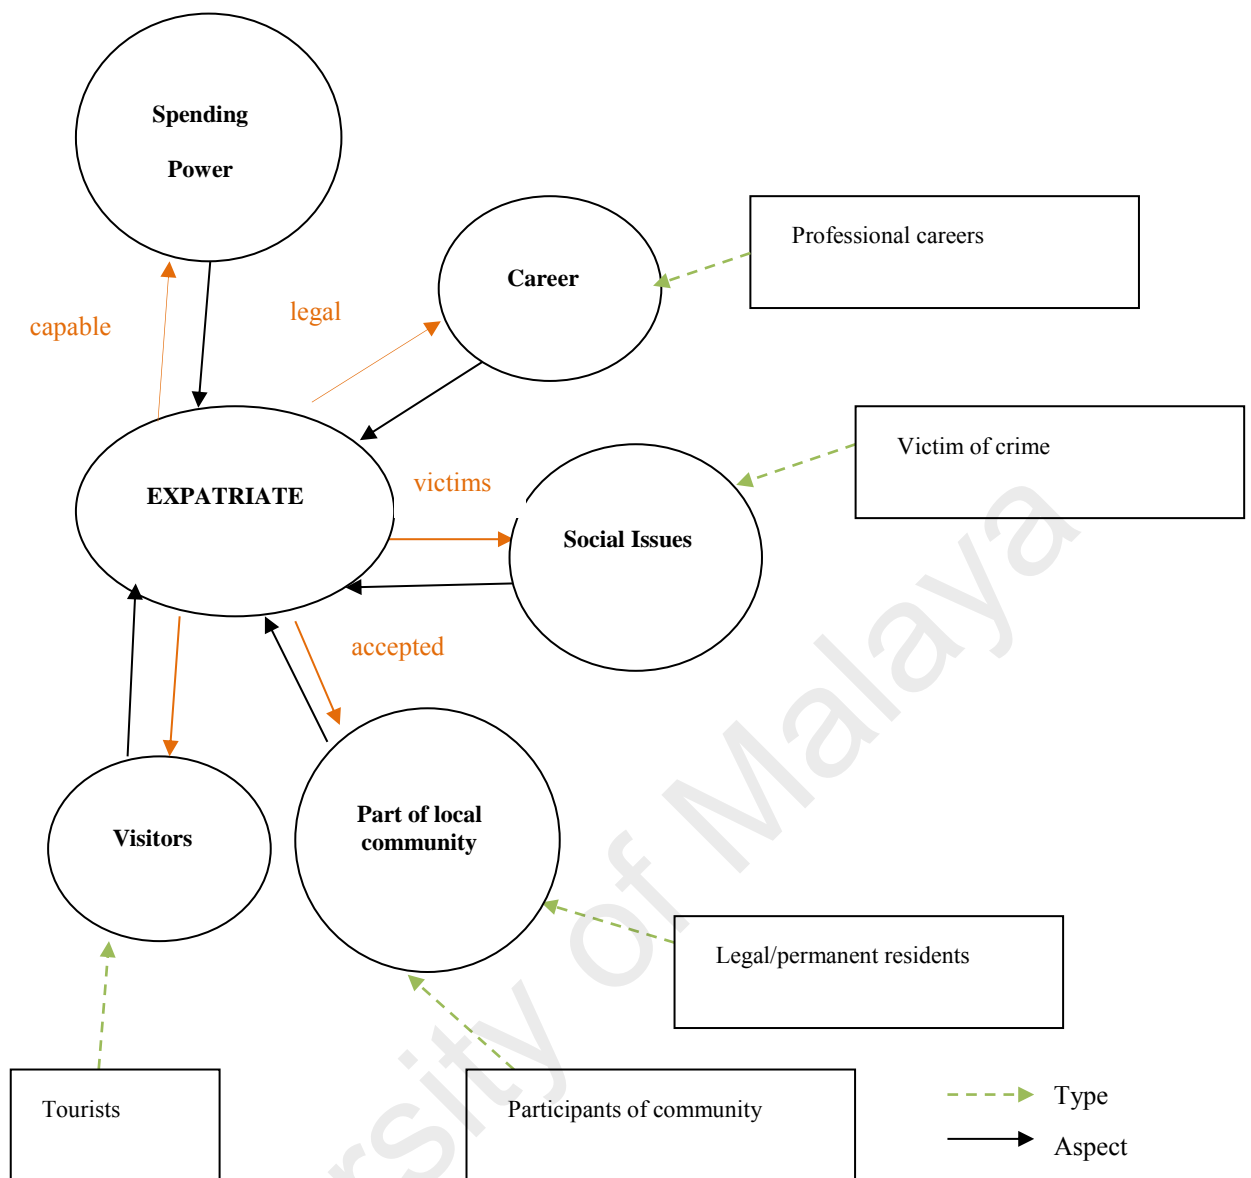 Spending
Power
Career
Professional careers
capable
legal
EXPATRIATE
victims
Social Issues
Victim of crime
accepted
Visitors
Part of local
community
Legal/permanent residents
Tourists
Participants of community
Type
Aspect
rsity of Malaya